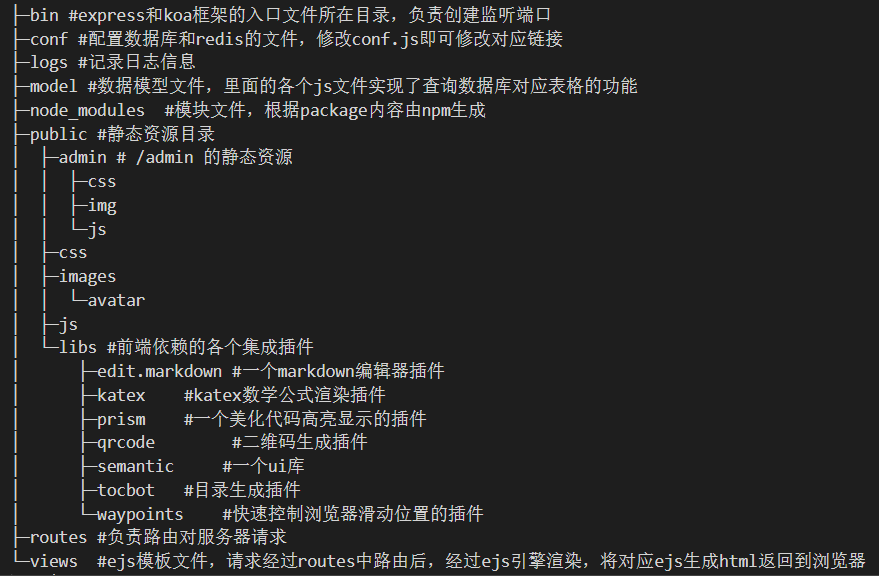 ├─bin #express和koa框架的入口文件所在目录，负责创建监听端口
├─conf #配置数据库和redis的文件，修改conf.js即可修改对应链接
├─logs #记录日志信息
├─model #数据模型文件，里面的各个js文件实现了查询数据库对应表格的功能
├─node_modules  #模块文件，根据package内容由npm生成
├─public #静态资源目录
│  ├─admin # /admin 的静态资源
│  │  ├─css
│  │  ├─img
│  │  └─js
│  ├─css
│  ├─images
│  │  └─avatar
│  ├─js
│  └─libs #前端依赖的各个集成插件
│      ├─edit.markdown #一个markdown编辑器插件
│      ├─katex    #katex数学公式渲染插件
│      ├─prism    #一个美化代码高亮显示的插件
│      ├─qrcode        #二维码生成插件
│      ├─semantic     #一个ui库
│      ├─tocbot   #目录生成插件
│      └─waypoints    #快速控制浏览器滑动位置的插件
├─routes #负责路由对服务器请求
└─views  #ejs模板文件，请求经过routes中路由后，经过ejs引擎渲染，将对应ejs生成html返回到浏览器